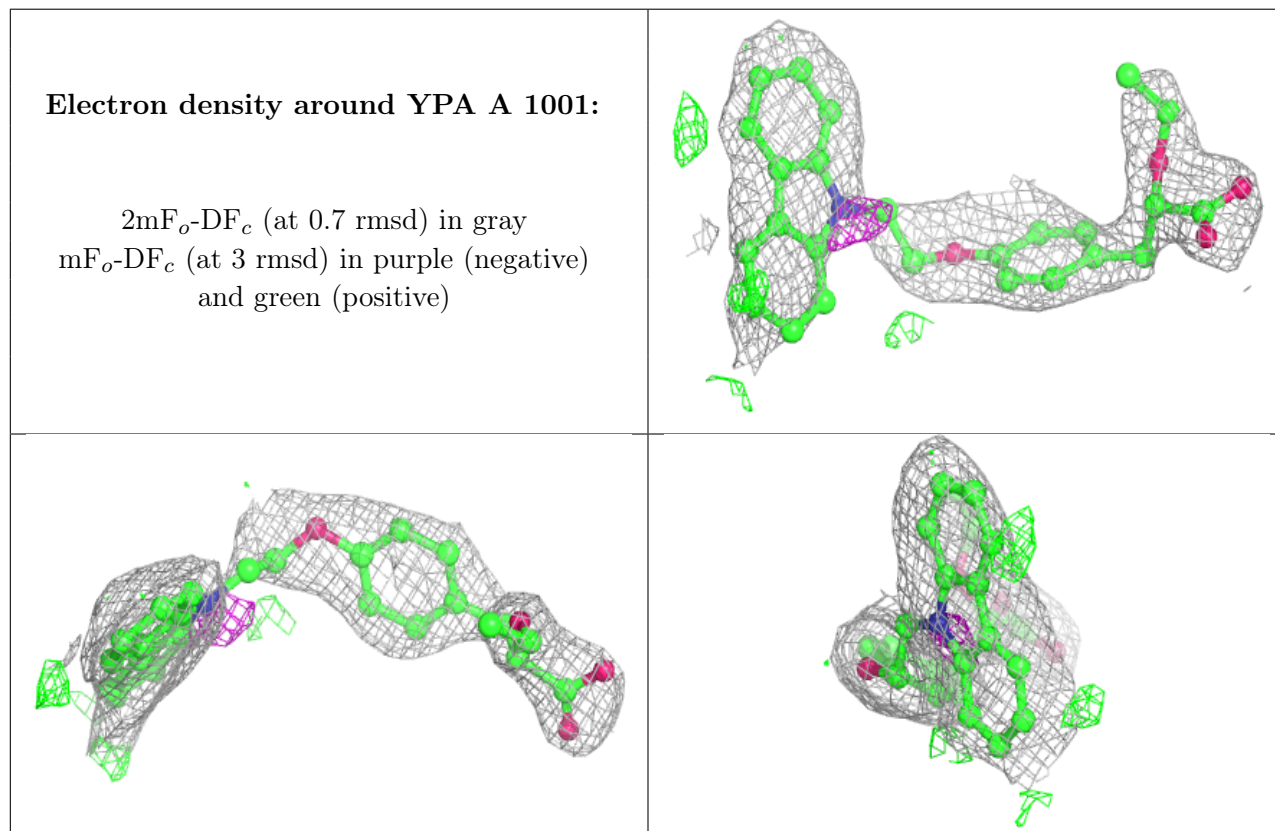 Electron density around YPA A 1001:
2mFo-DFc (at 0.7 rmsd) in gray
mFo-DFc (at 3 rmsd) in purple (negative)
and green (positive)